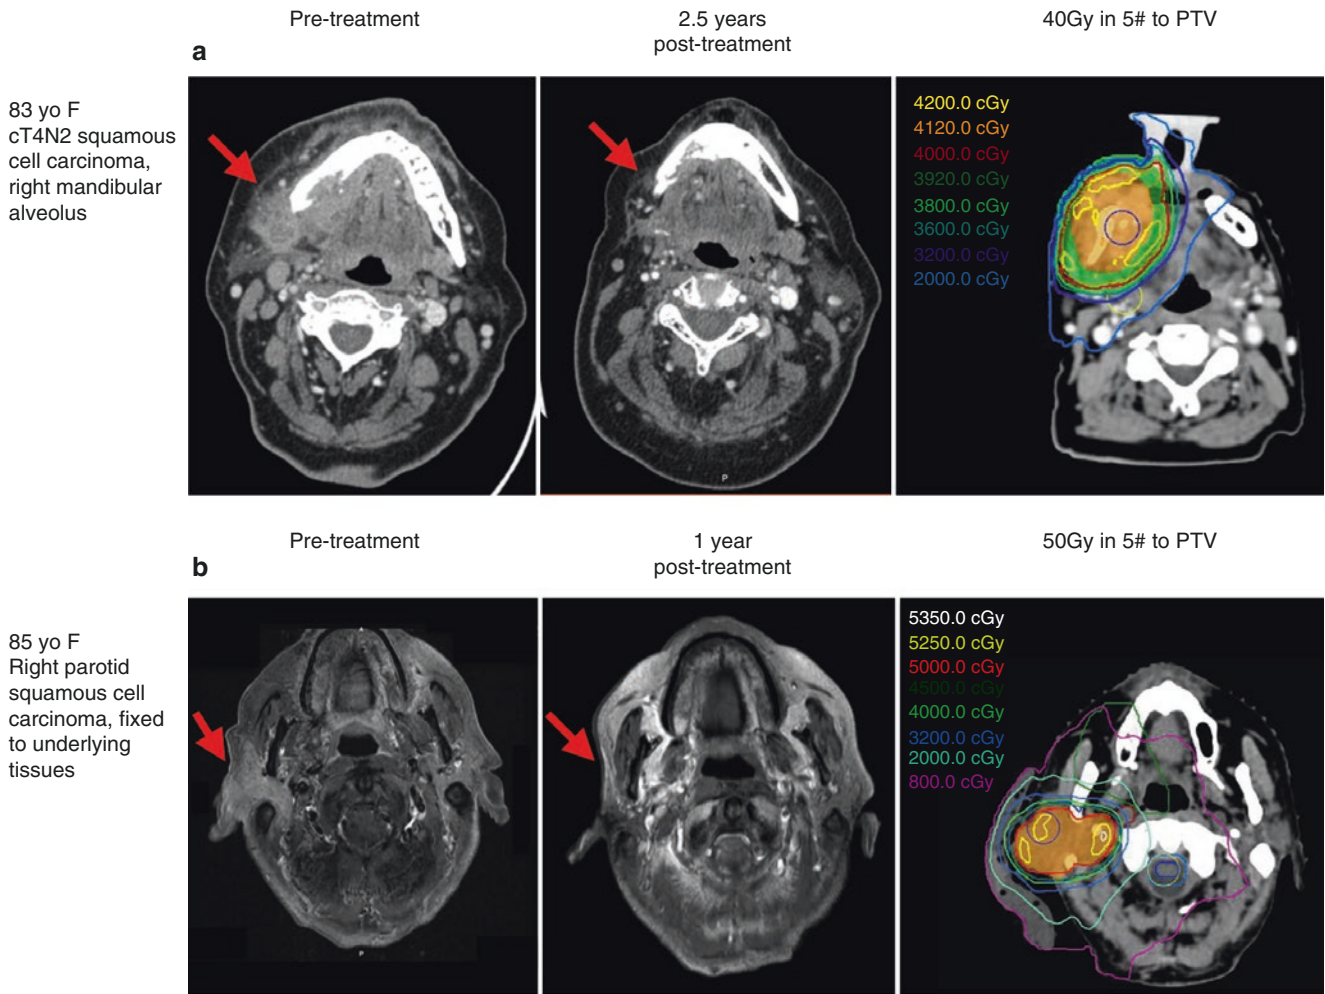 Pre-treatment
2.5 years
post-treatment
40Gy in 5# to PTV
a
83 yo F
cT4N2 squamous
cell carcinoma,
right mandibular
alveolus
4200.0 cGy
4120.0 cGy
4000.0 cGy
3920.0 cGy
3800.0 cGy
3600.0 cGy
3200.0 cGy
2000.0 cGy
P
Pre-treatment
1 year
post-treatment
50Gy in 5# to PTV
b
85 yo F
Right parotid
squamous cell
carcinoma, fixed
to underlying
tissues
5350.0 cGy
5250.0 cGy
5000.0 cGy
4500.0 cGy
4000.0 cGy
3200.0 cGy
2000.0 cGy
800.0 cGy
A
P